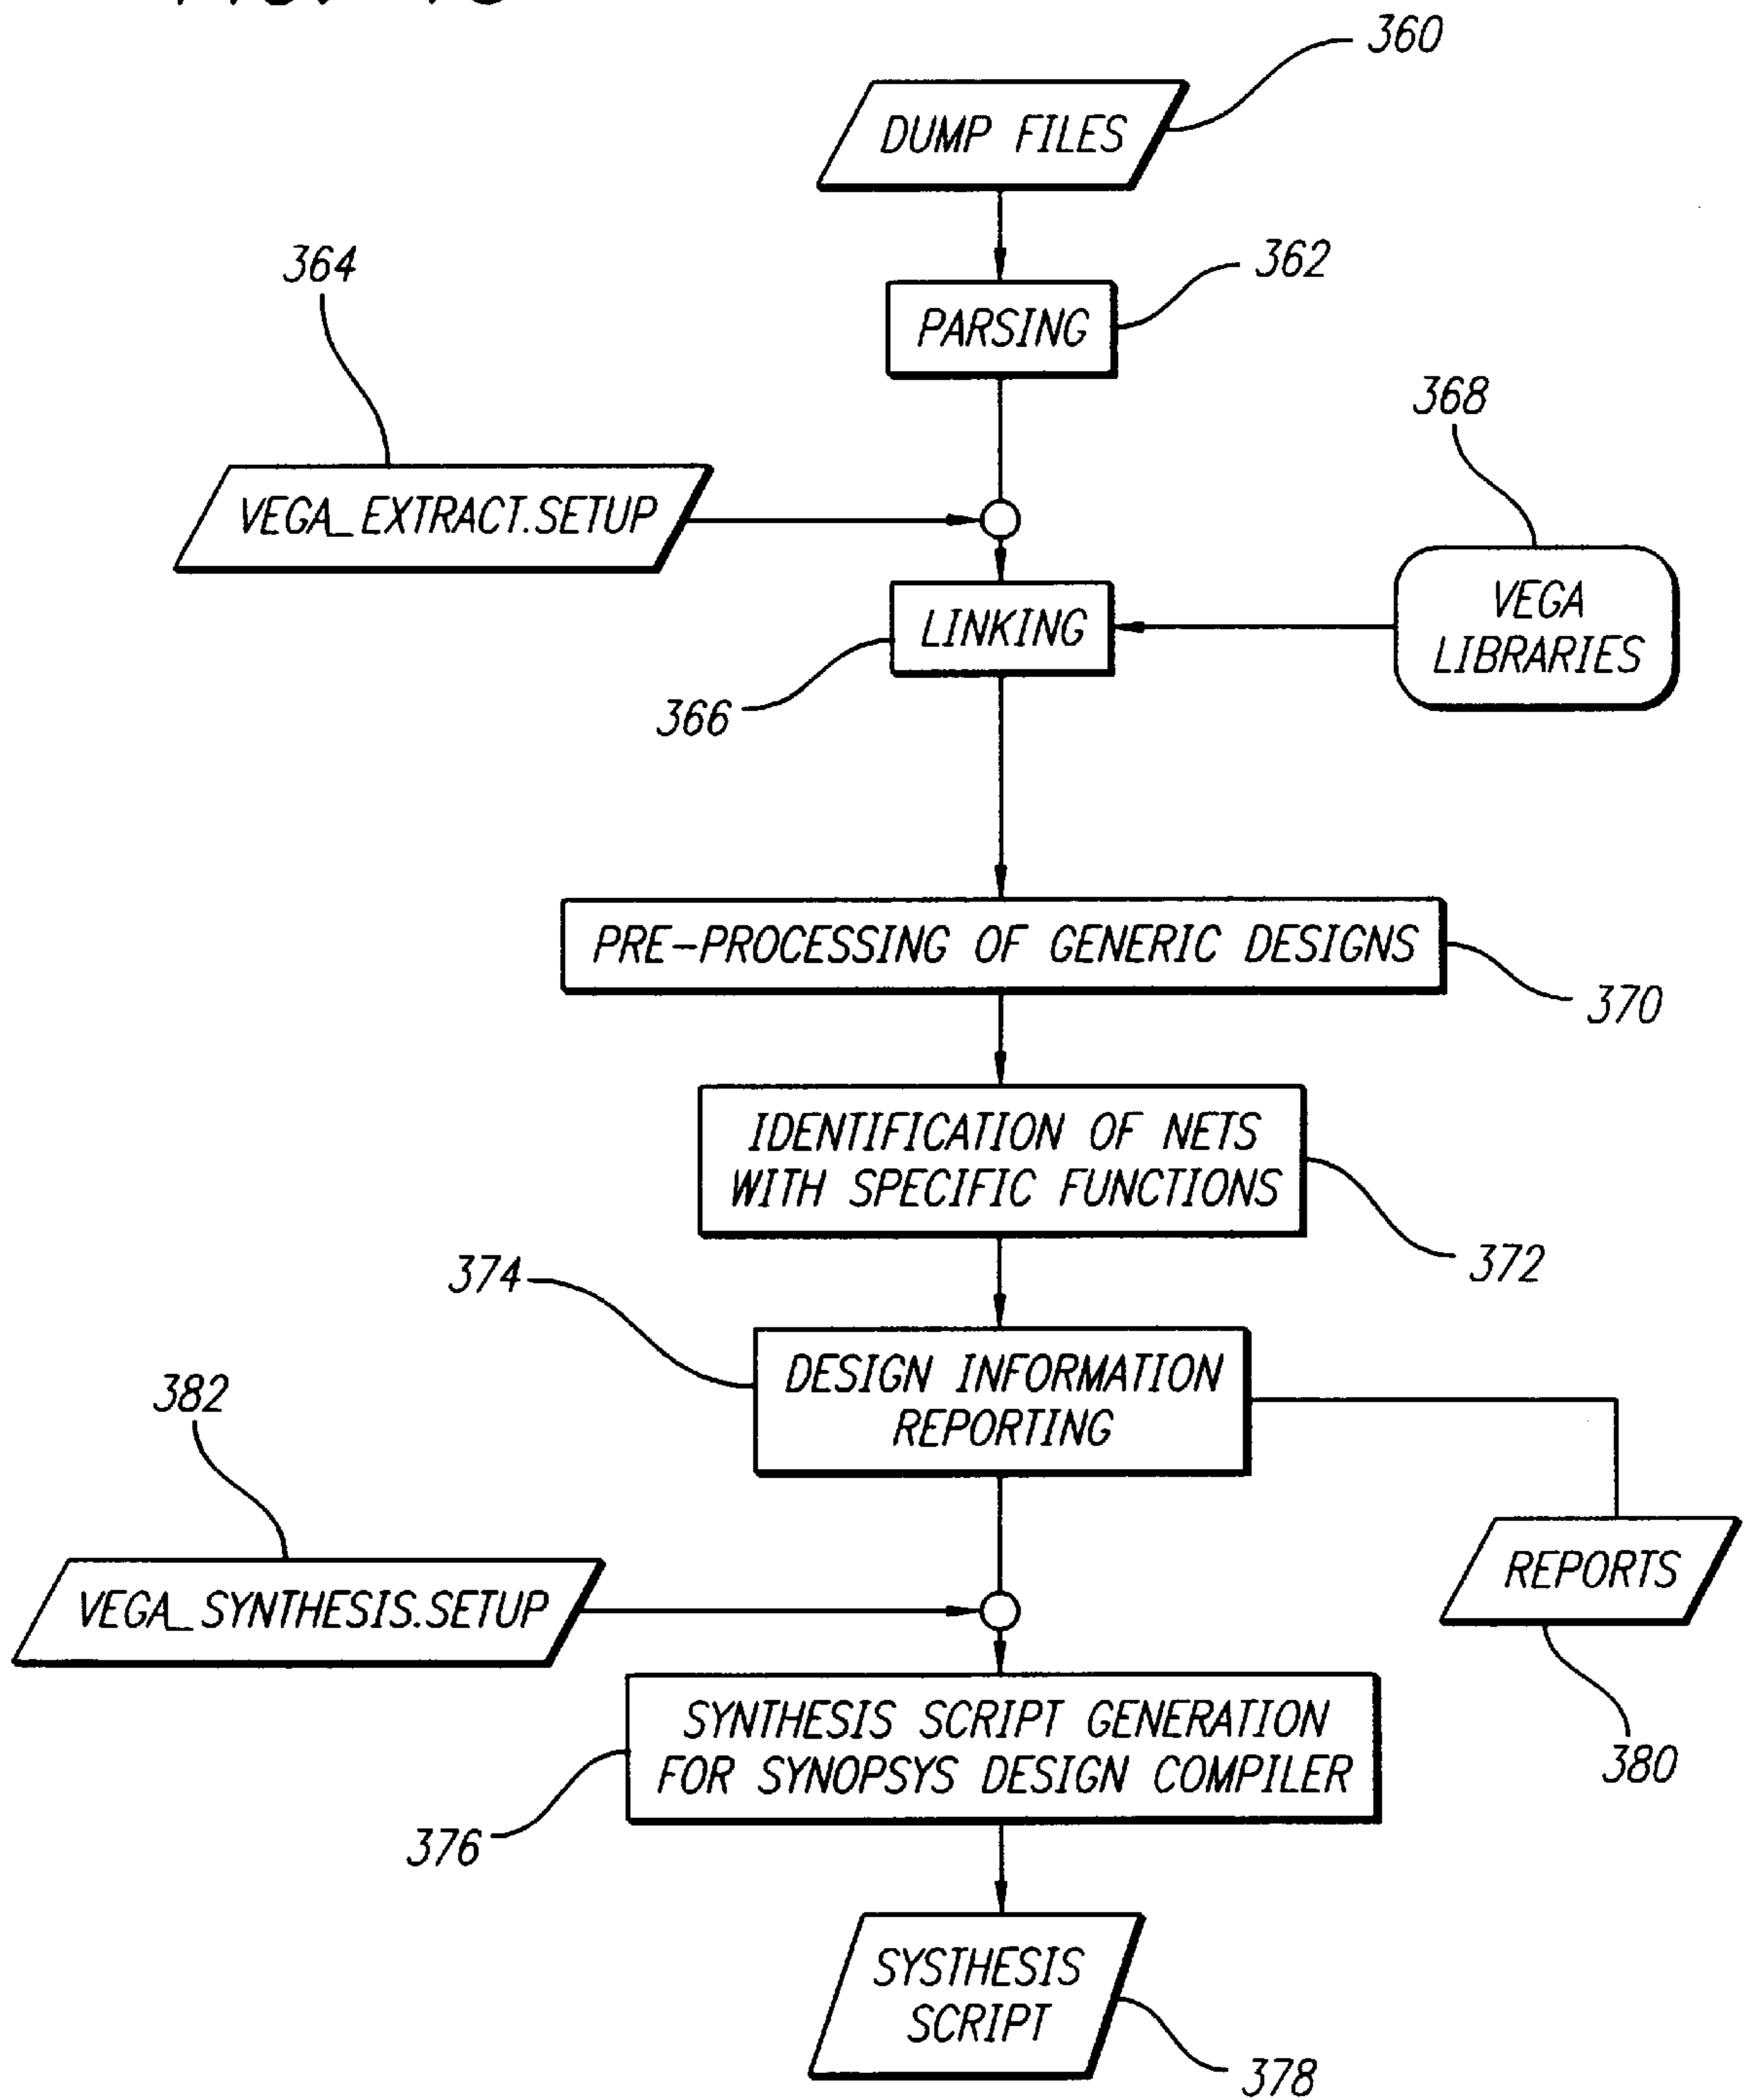 360
DUMP FILES
362
364
PARSING
368
VEGA_EXTRACT.SETUP
VEGA
LIBRARIES
LINKING
366
PRE-PROCESSING OF GENERIC DESIGNS
370
IDENTIFICATION OF NETS
WITH SPECIFIC FUNCTIONS
372
374
DESIGN INFORMATION
REPORTING
382
REPORTS
VEGA_SYNTHESIS.SETUP
SYNTHESIS SCRIPT GENERATION
FOR SYNOPSYS DESIGN COMPILER
380
376
SYSTHESIS
SCRIPT
378